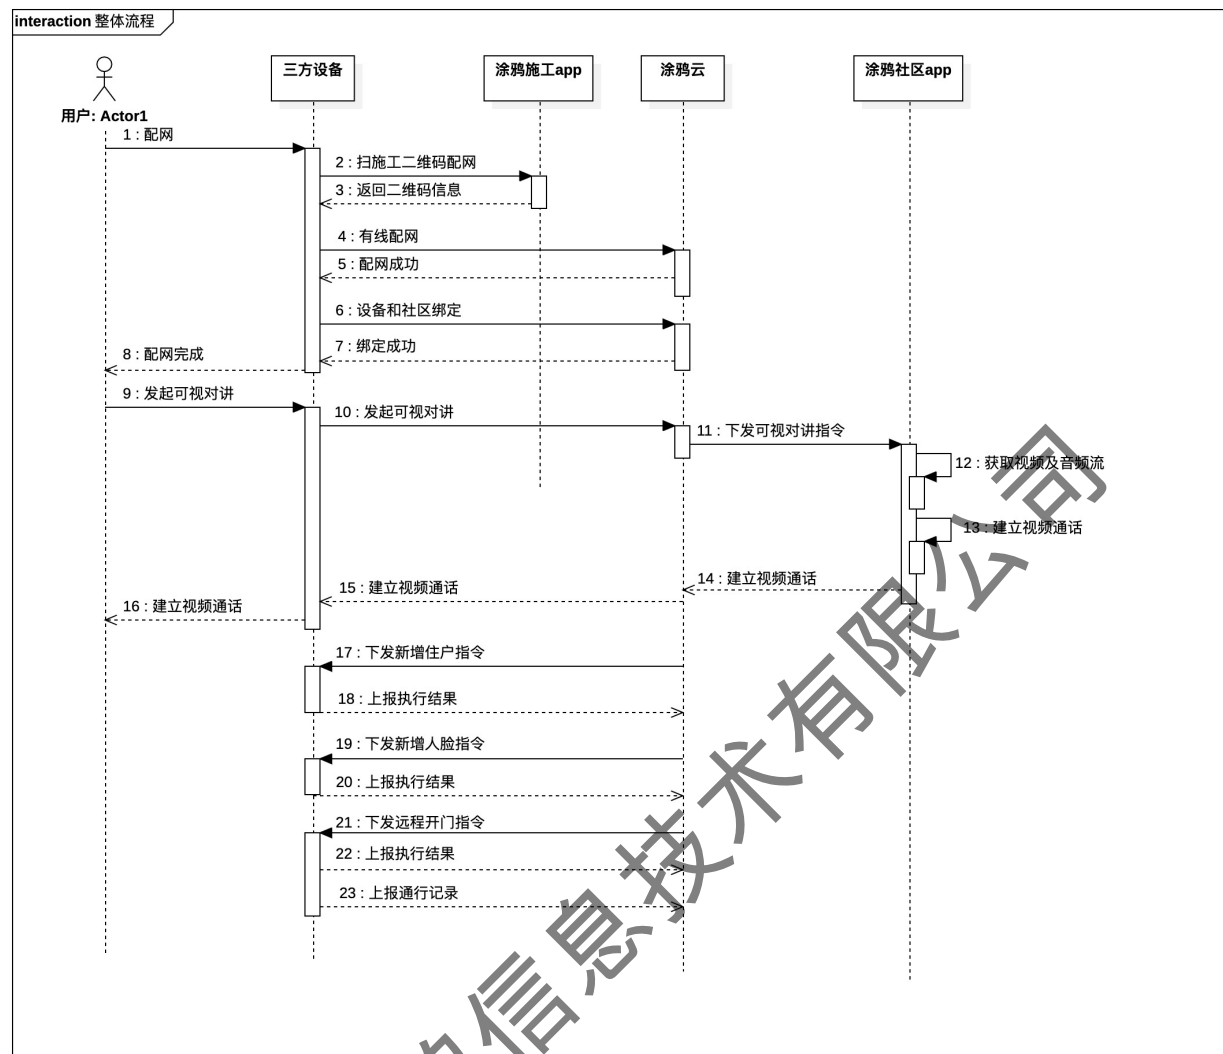 interaction 整体流程
三方设备
涂鸦施工app
涂鸦云
涂鸦社区app
用户: Actor1
1 : 配网
2 : 扫施工二维码配网
3 : 返回二维码信息
4 : 有线配网
5 : 配网成功
6 : 设备和社区绑定
7 : 绑定成功
8 : 配网完成
9 : 发起可视对讲
10 : 发起可视对讲
11 : 下发可视对讲指令
12 : 获取视频及音频流
13 : 建立视频通话
14 : 建立视频通话
15 : 建立视频通话
16 : 建立视频通话
17 : 下发新增住户指令
18 : 上报执行结果
19 : 下发新增人脸指令
20 : 上报执行结果
21 : 下发远程开门指令
22 : 上报执行结果
23 : 上报通行记录
信息技术有限公司